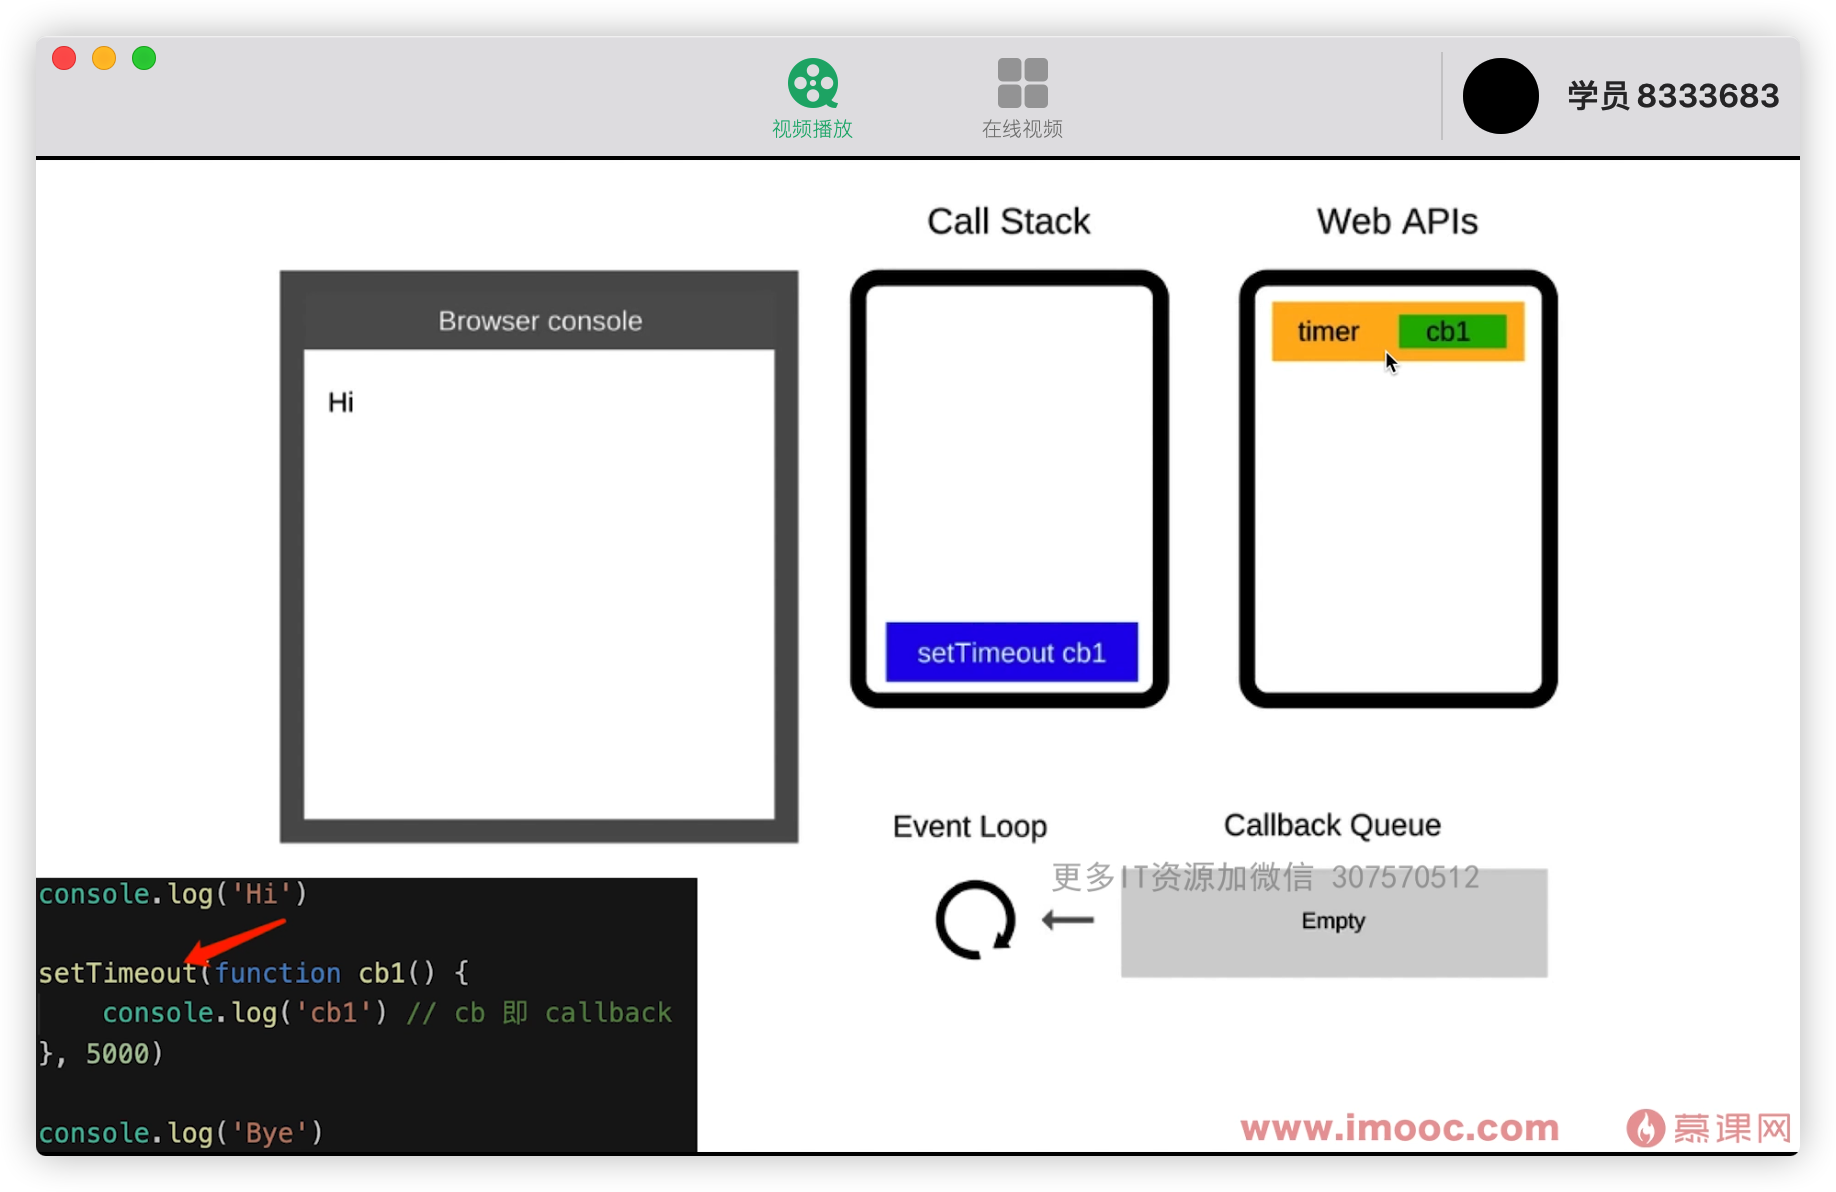 视频播放
在线视频
学员 8333683
Call Stack
Web APIs
Browser console
timer
cb1
Hi
setTimeout cb1
Event Loop
Callback Queue
更多IT资源加微信 307570512
Empty
console.log('Hi')
setTimeout(function cb1() {
    console.log('cb1') // cb 即 callback
}, 5000)
console.log('Bye')
www.imooc.com
慕课网